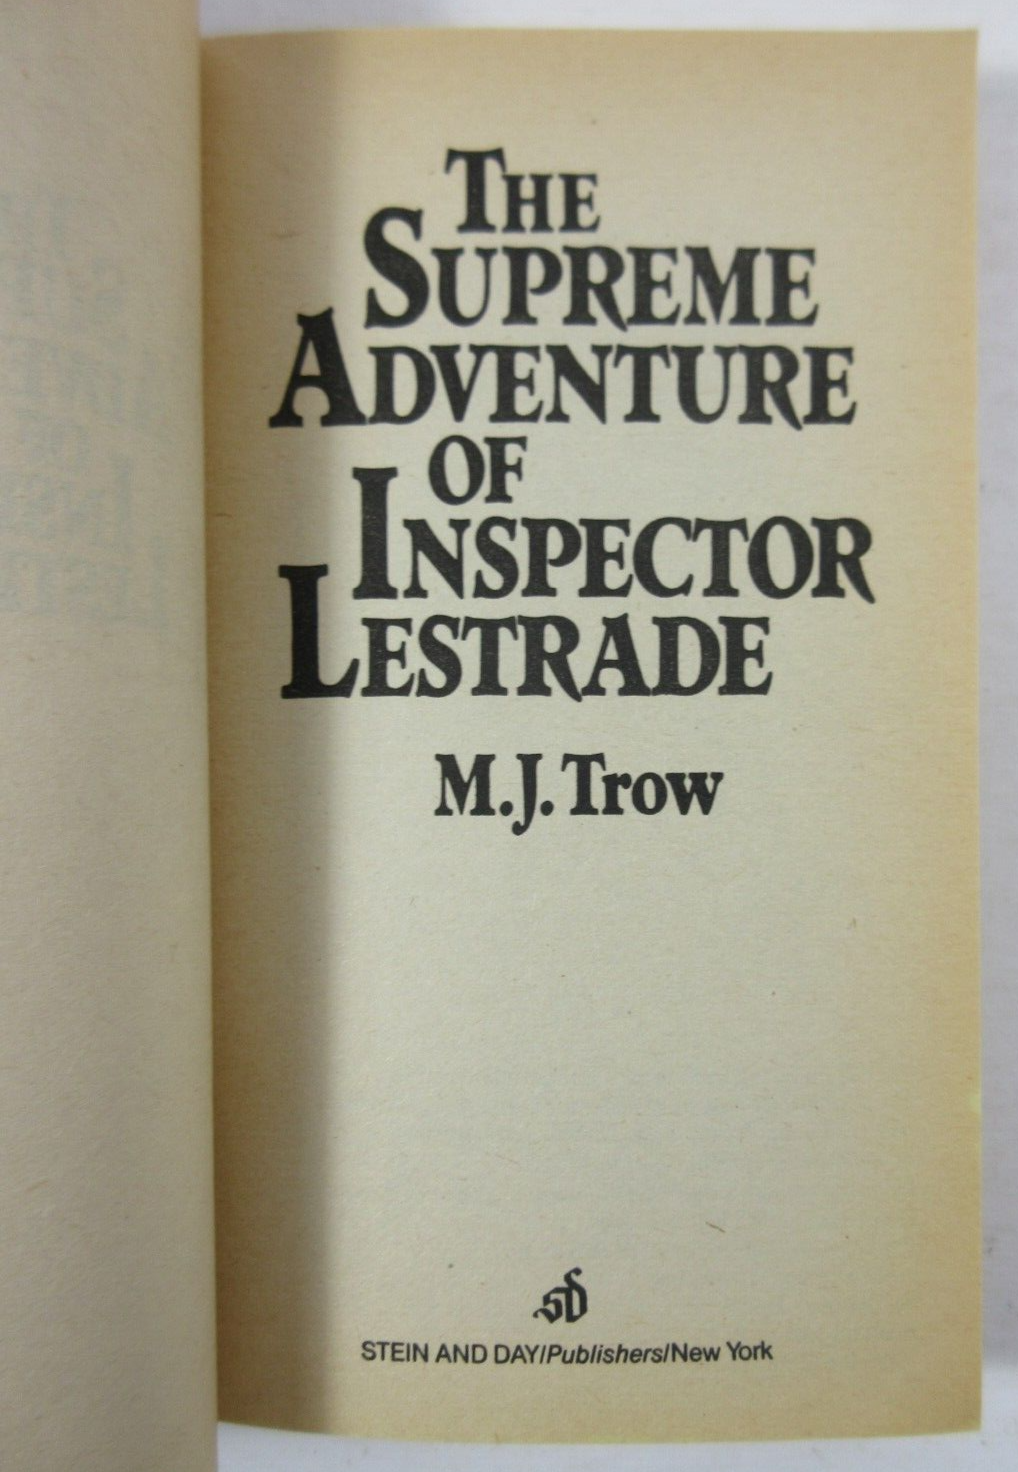 THE
SUPREME
ADVENTURE
OF
INSPECTOR
LESTRADE
M.J. Trow
sd
STEIN AND DAY/Publishers/New York